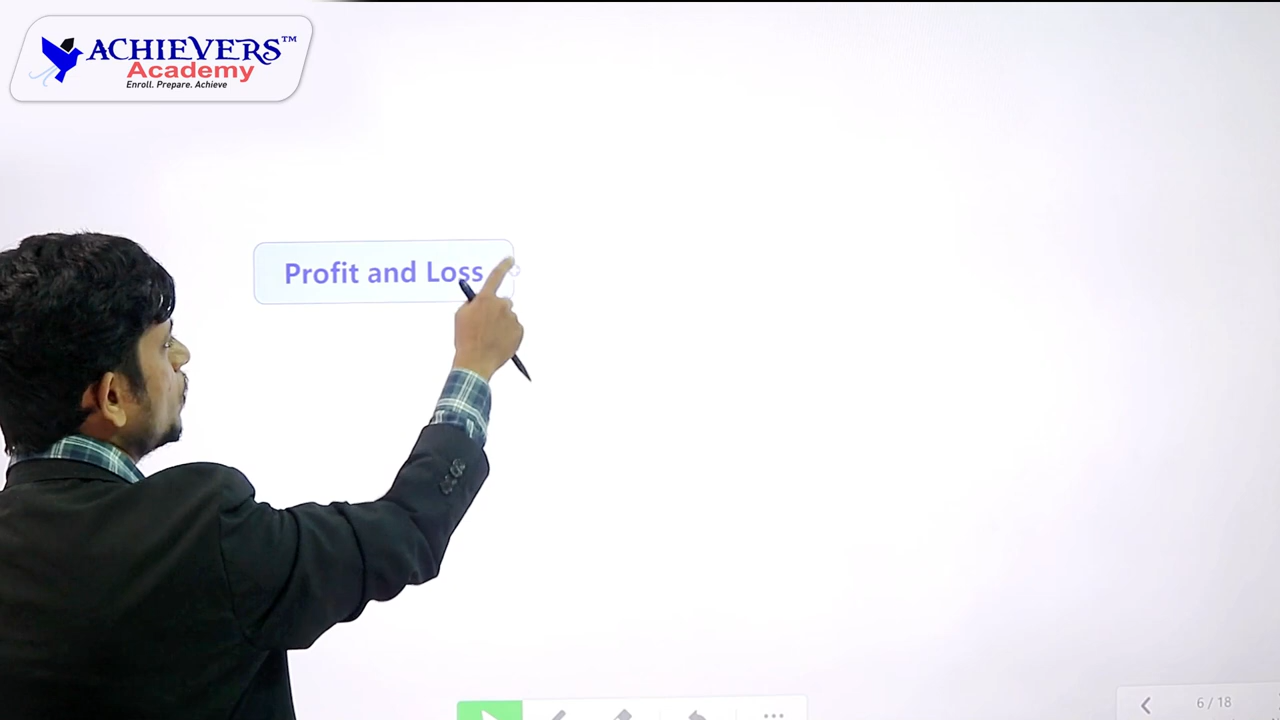 ACHIEVERS™
Academy
Enroll. Prepare. Achieve
Profit and Loss
6 / 18